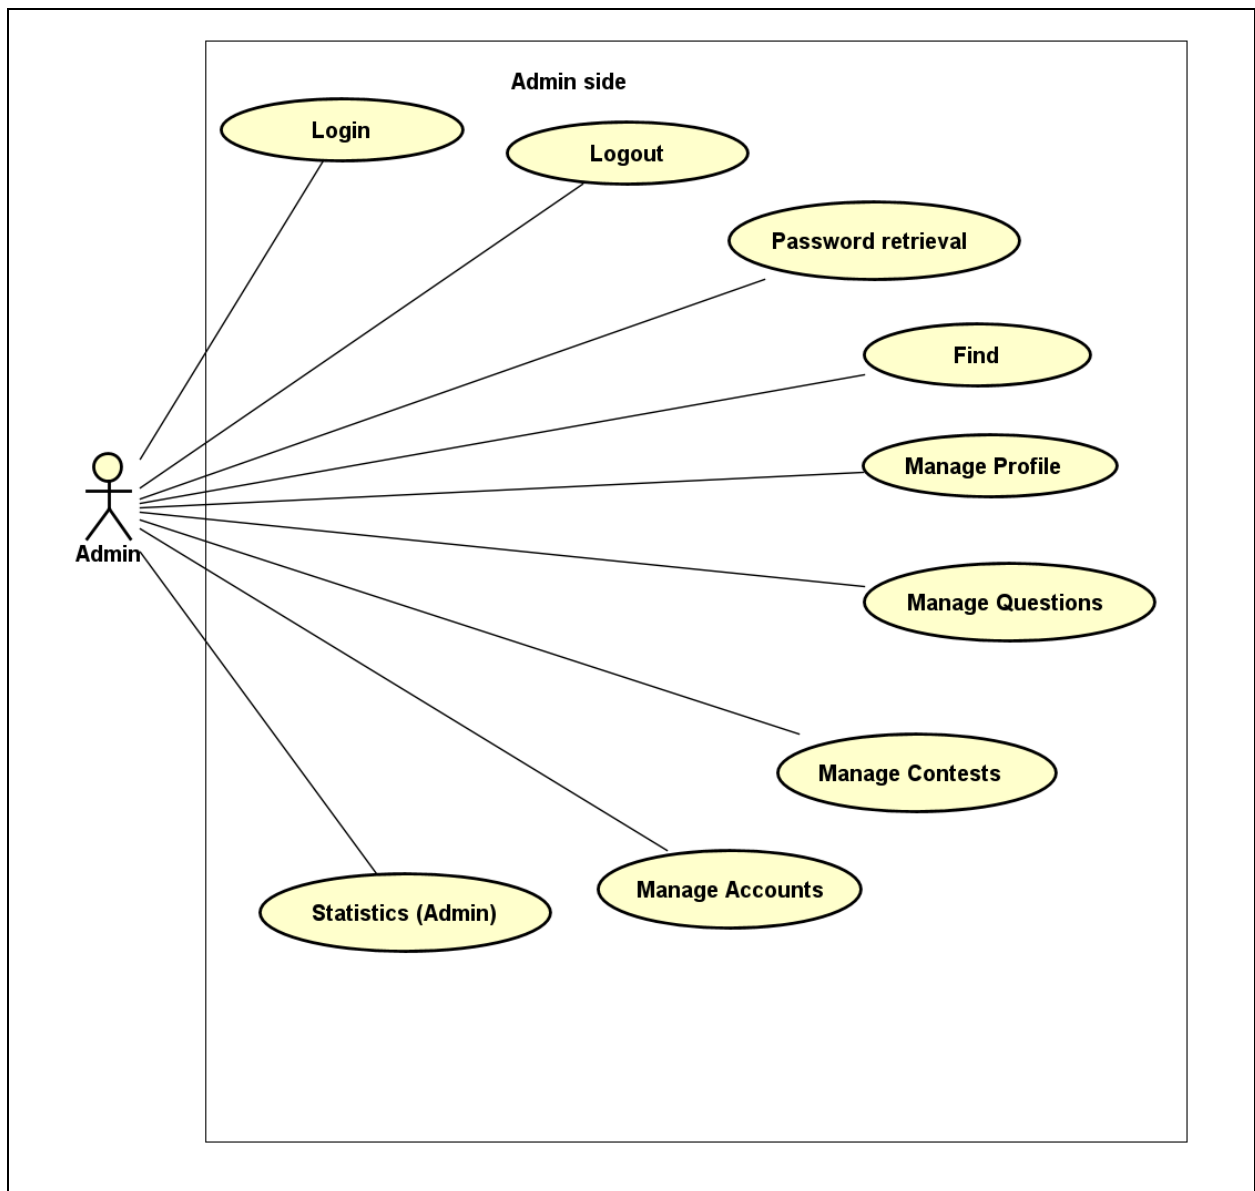 Admin side
Login
Logout
Password retrieval
Find
Manage Profile
Admin
Manage Questions
Manage Contests
Manage Accounts
Statistics (Admin)